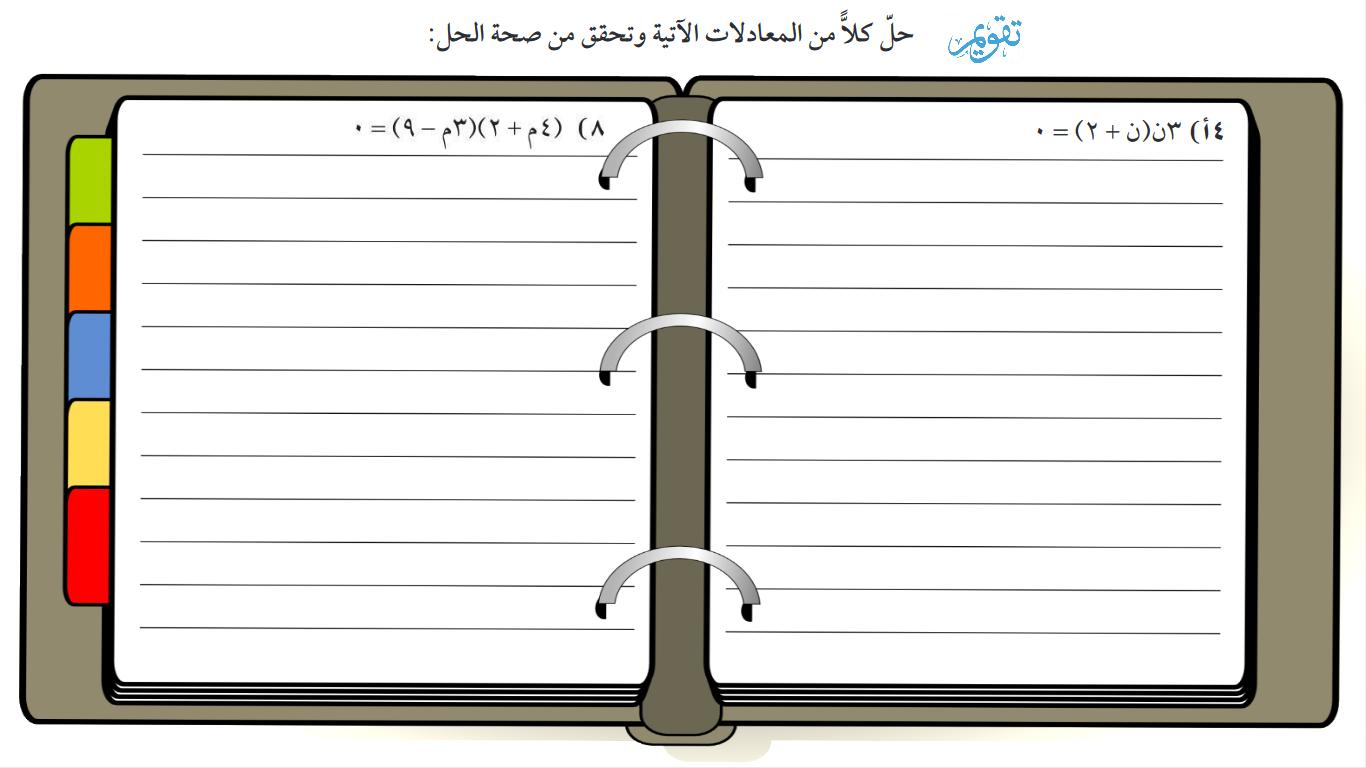 تقويم حلّ كلاًّ من المعادلات الآتية وتحقق من صحة الحل:
٤أ) ٣ن(ن + ٢) = ٠
٨) (٤م + ٢)(٣م – ٩) = ٠